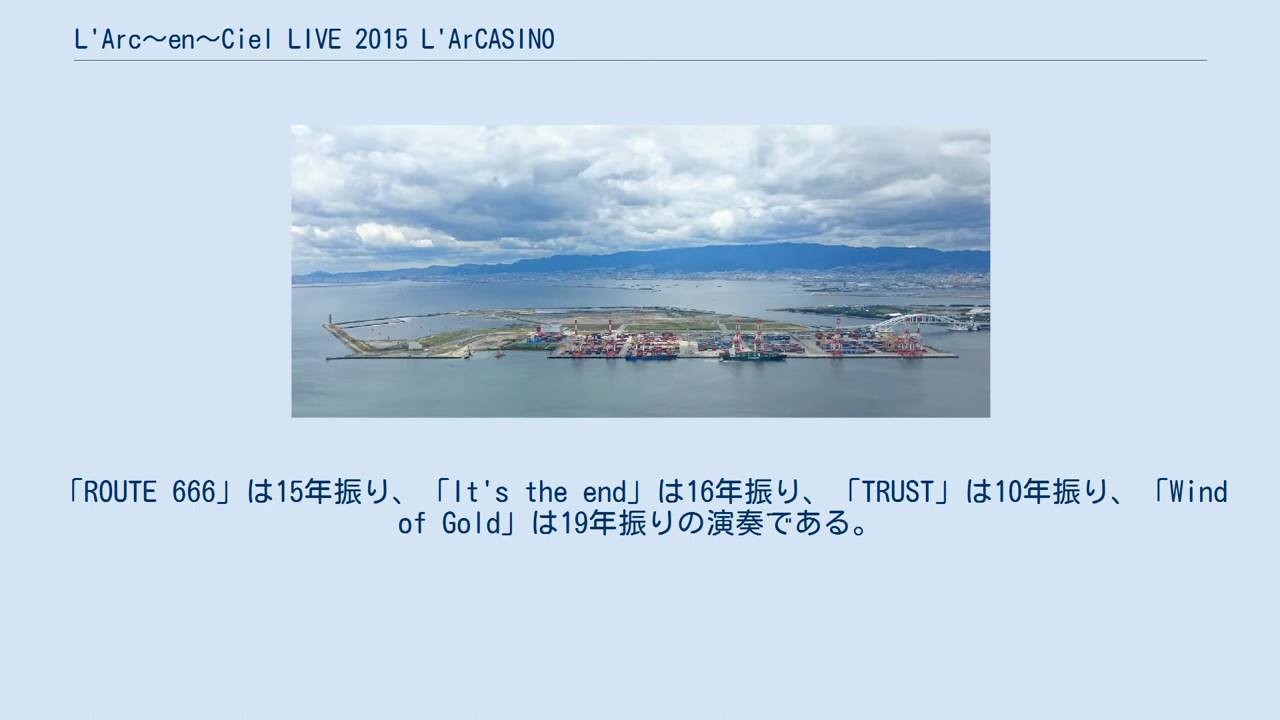 L'Arc〜en〜Ciel LIVE 2015 L'ArCASINO
「ROUTE 666」は15年振り、「It's the end」は16年振り、「TRUST」は10年振り、「Wind
of Gold」は19年振りの演奏である。